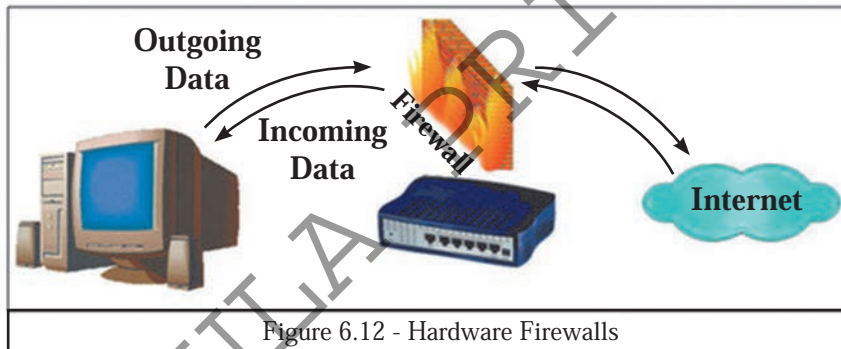 Outgoing
Data
Incoming
Data
Firewall
Internet
Figure 6.12 - Hardware Firewalls